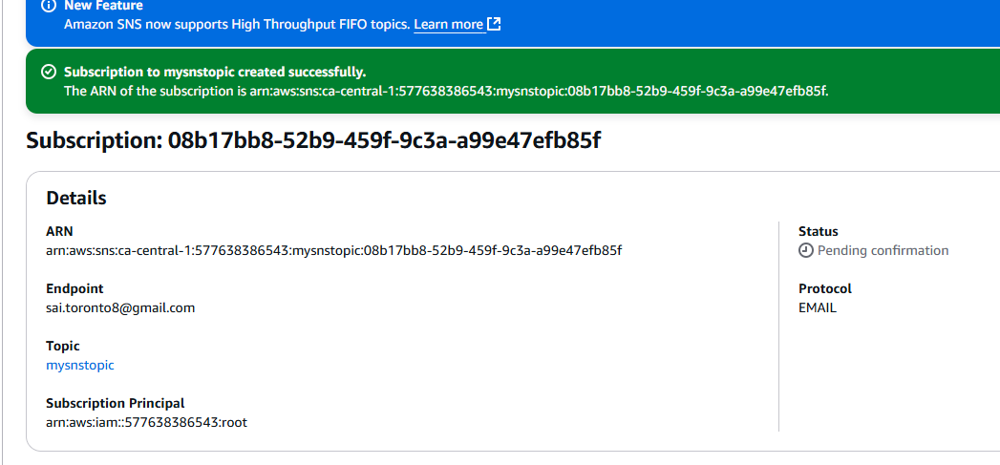 New Feature
Amazon SNS now supports High Throughput FIFO topics. Learn more
Subscription to mysnstopic created successfully.
The ARN of the subscription is arn:aws:sns:ca-central-1:577638386543:mysnstopic:08b17bb8-52b9-459f-9c3a-a99e47efb85f.
Subscription: 08b17bb8-52b9-459f-9c3a-a99e47efb85f
Details
ARN
arn:aws:sns:ca-central-1:577638386543:mysnstopic:08b17bb8-52b9-459f-9c3a-a99e47efb85f
Endpoint
sai.toronto8@gmail.com
Topic
mysnstopic
Subscription Principal
arn:aws:iam::577638386543:root
Status
Pending confirmation
Protocol
EMAIL